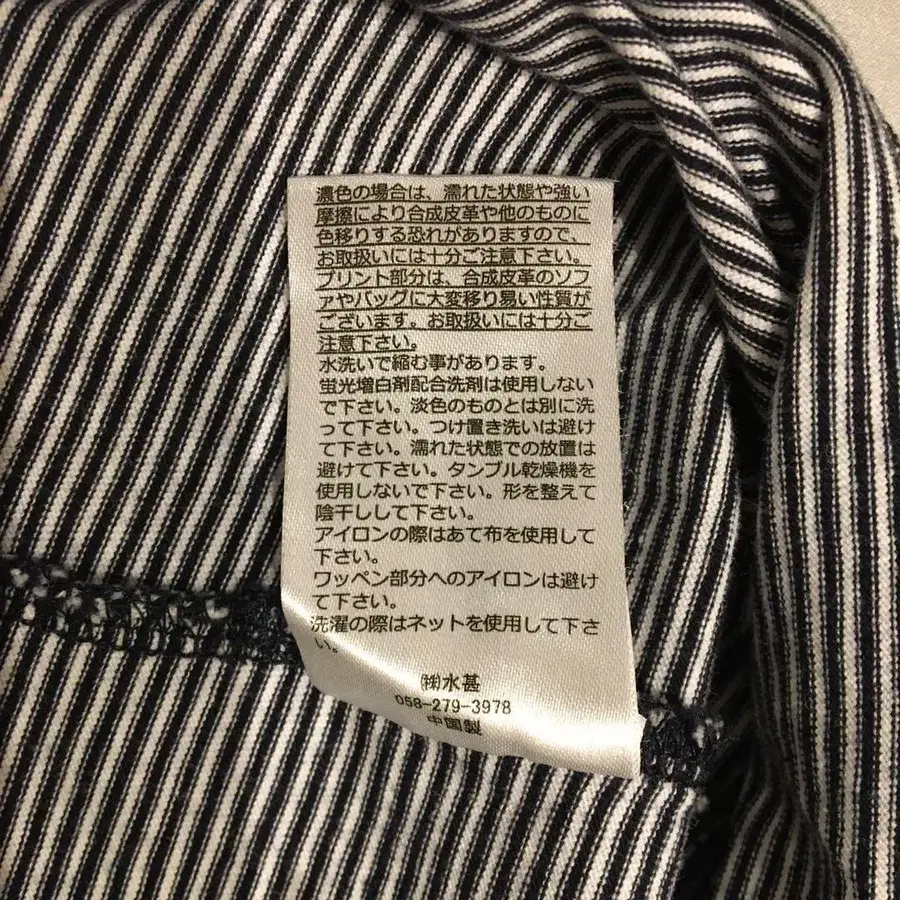 濃色の場合は、濡れた状態や強い
摩擦により合成皮革や他のものに
色移りする恐れがありますので、
お取扱いには十分ご注意下さい。
プリント部分は、合成皮革のソフ
ァやバッグに大変移り易い性質が
ございます。お取扱いには十分ご
注意下さい。
水洗いで縮む事があります。
蛍光増白剤配合洗剤は使用しない
で下さい。淡色のものとは別に洗
って下さい。つけ置き洗いは避け
て下さい。濡れた状態での放置は
避けて下さい。タンブル乾燥機を
使用しないで下さい。形を整えて
陰干しして下さい。
アイロンの際はあて布を使用して
下さい。
ワッペン部分へのアイロンは避け
て下さい。
洗濯の際はネットを使用して下さ
い。
㈱水甚
058-279-3978
中国製